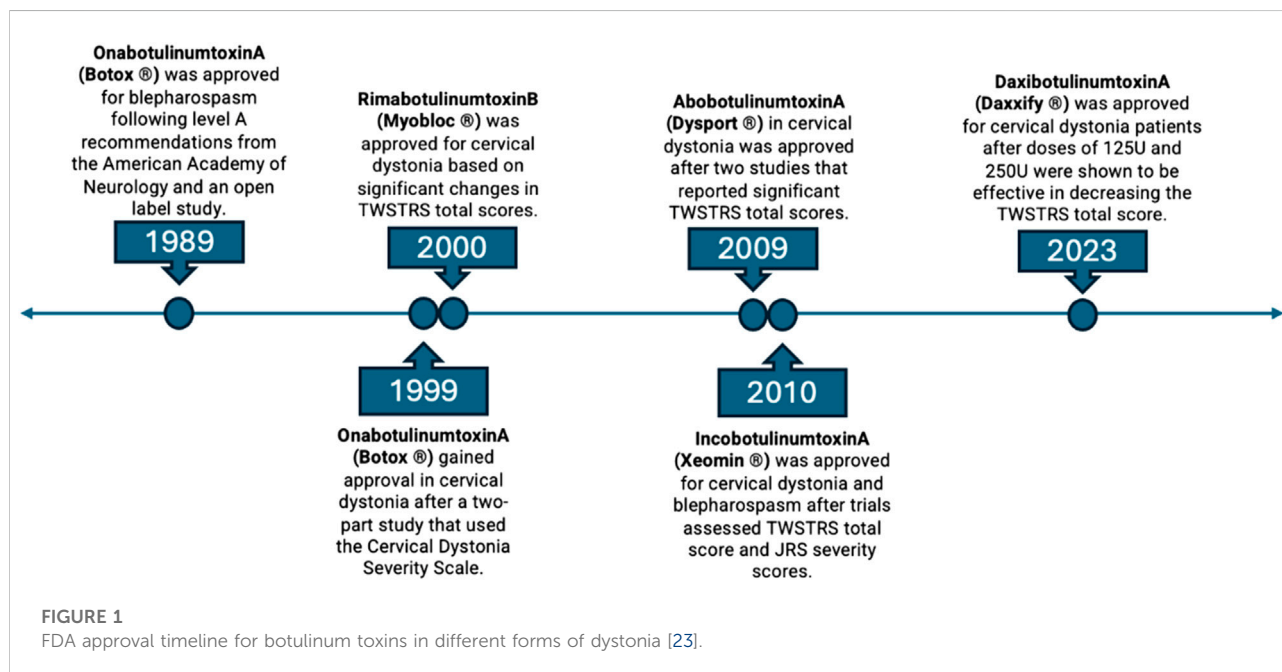 OnabotulinumtoxinA
(Botox ®) was approved
for blepharospasm
following level A
recommendations from
the American Academy of
Neurology and an open
label study.
1989
RimabotulinumtoxinB
(Myobloc ®) was
approved for cervical
dystonia based on
significant changes in
TWSTRS total scores.
2000
AbobotulinumtoxinA
(Dysport ®) in cervical
dystonia was approved
after two studies that
reported significant
TWSTRS total scores.
2009
DaxibotulinumtoxinA
(Daxxify ®) was approved
for cervical dystonia patients
after doses of 125U and
250U were shown to be
effective in decreasing the
TWSTRS total score.
2023
1999
OnabotulinumtoxinA
(Botox ®) gained
approval in cervical
dystonia after a two-
part study that used
the Cervical Dystonia
Severity Scale.
2010
IncobotulinumtoxinA
(Xeomin ®) was approved
for cervical dystonia and
blepharospasm after trials
assessed TWSTRS total
score and JRS severity
scores.
FIGURE 1
FDA approval timeline for botulinum toxins in different forms of dystonia [23].